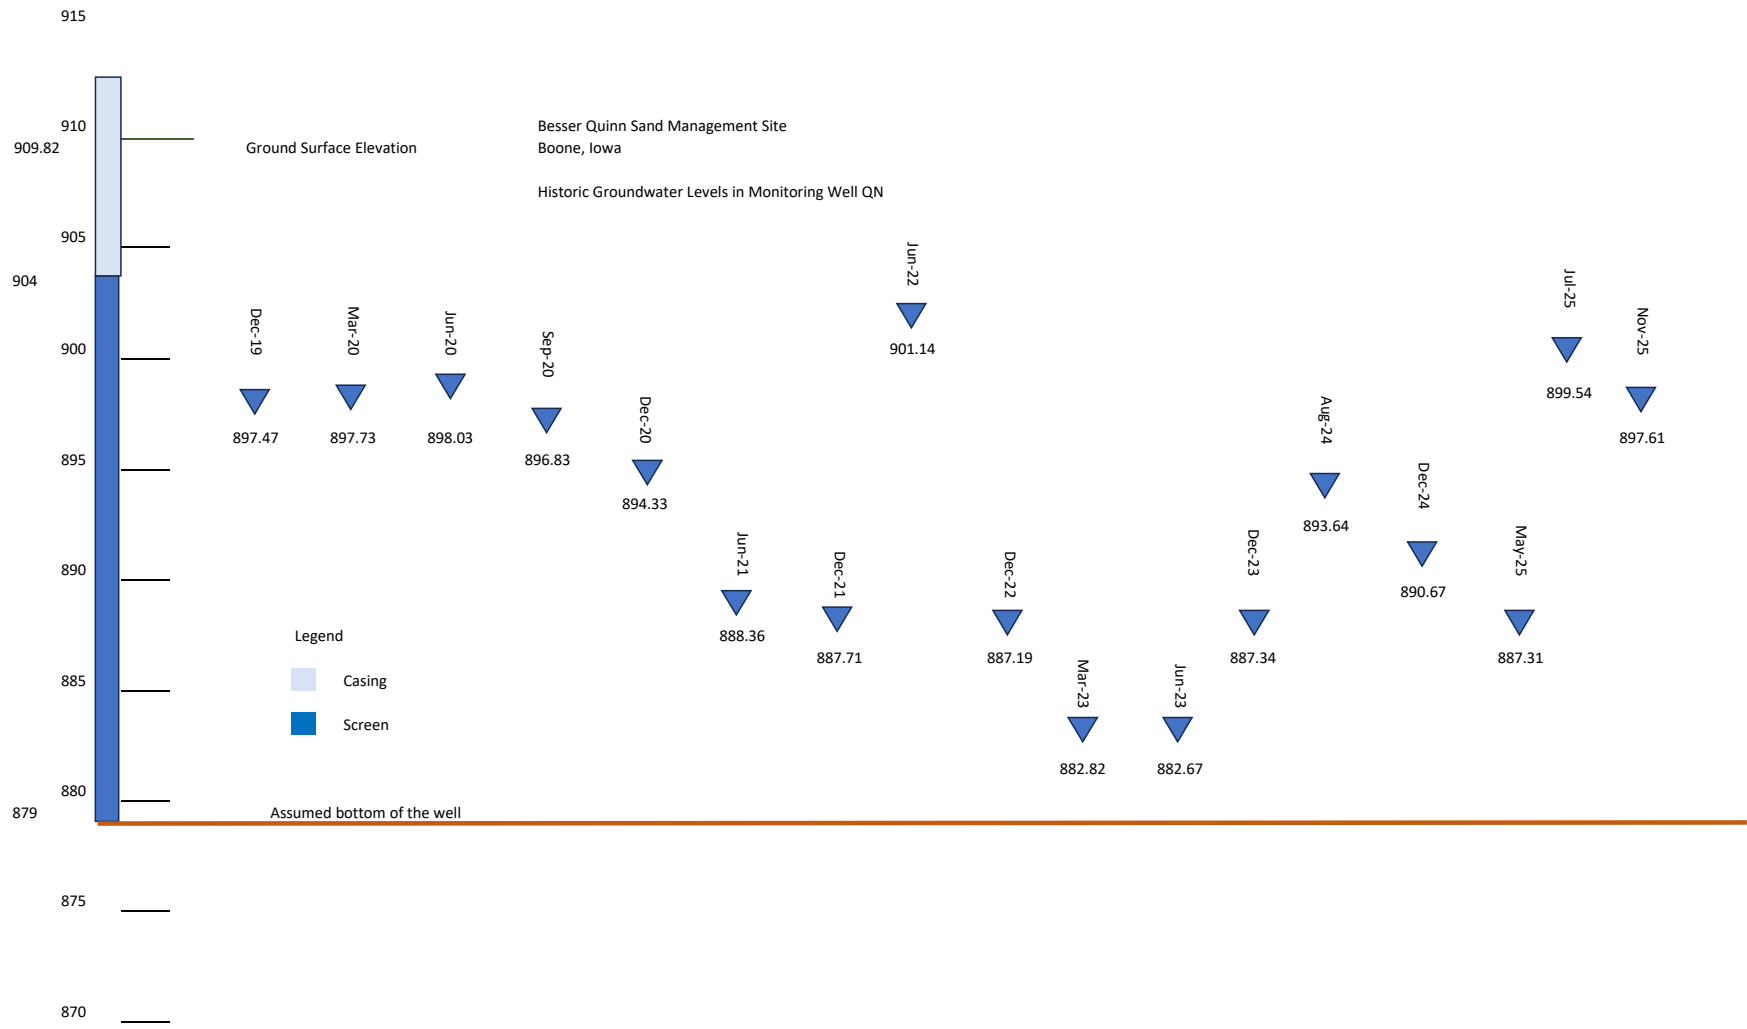 915
910
909.82
Ground Surface Elevation
Besser Quinn Sand Management Site
Boone, Iowa
Historic Groundwater Levels in Monitoring Well QN
905
904
900
895
890
885
880
879
875
870
Dec-19
897.47
Mar-20
897.73
Jun-20
898.03
Sep-20
896.83
Dec-20
894.33
Jun-21
888.36
Dec-21
887.71
Jun-22
901.14
Dec-22
887.19
Mar-23
882.82
Jun-23
882.67
Dec-23
887.34
Aug-24
893.64
Dec-24
890.67
May-25
887.31
Jul-25
899.54
Nov-25
897.61
Legend
Casing
Screen
Assumed bottom of the well